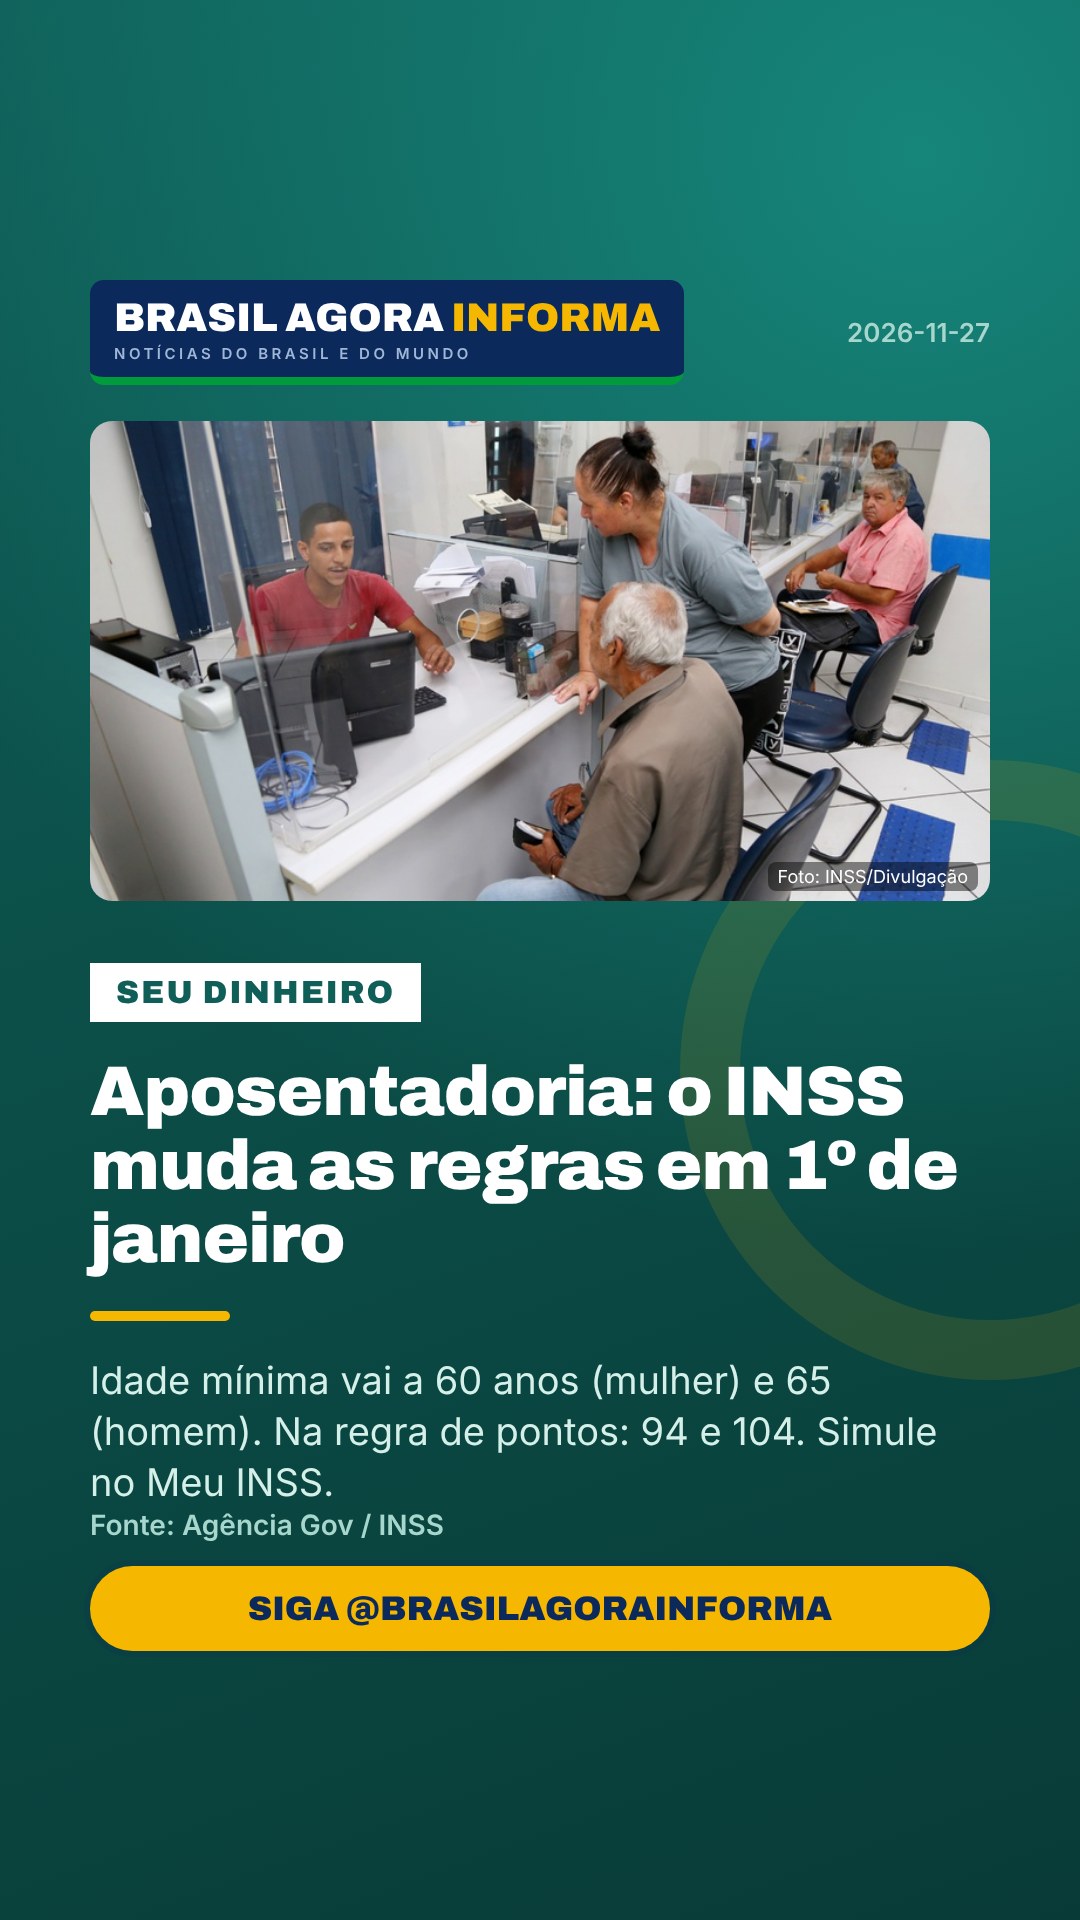 BRASIL AGORA INFORMA
NOTÍCIAS DO BRASIL E DO MUNDO
2026-11-27
Foto: INSS/Divulgação
SEU DINHEIRO
Aposentadoria: o INSS
muda as regras em 1º de
janeiro
Idade mínima vai a 60 anos (mulher) e 65
(homem). Na regra de pontos: 94 e 104. Simule
no Meu INSS.
Fonte: Agência Gov / INSS
SIGA @BRASILAGORAINFORMA